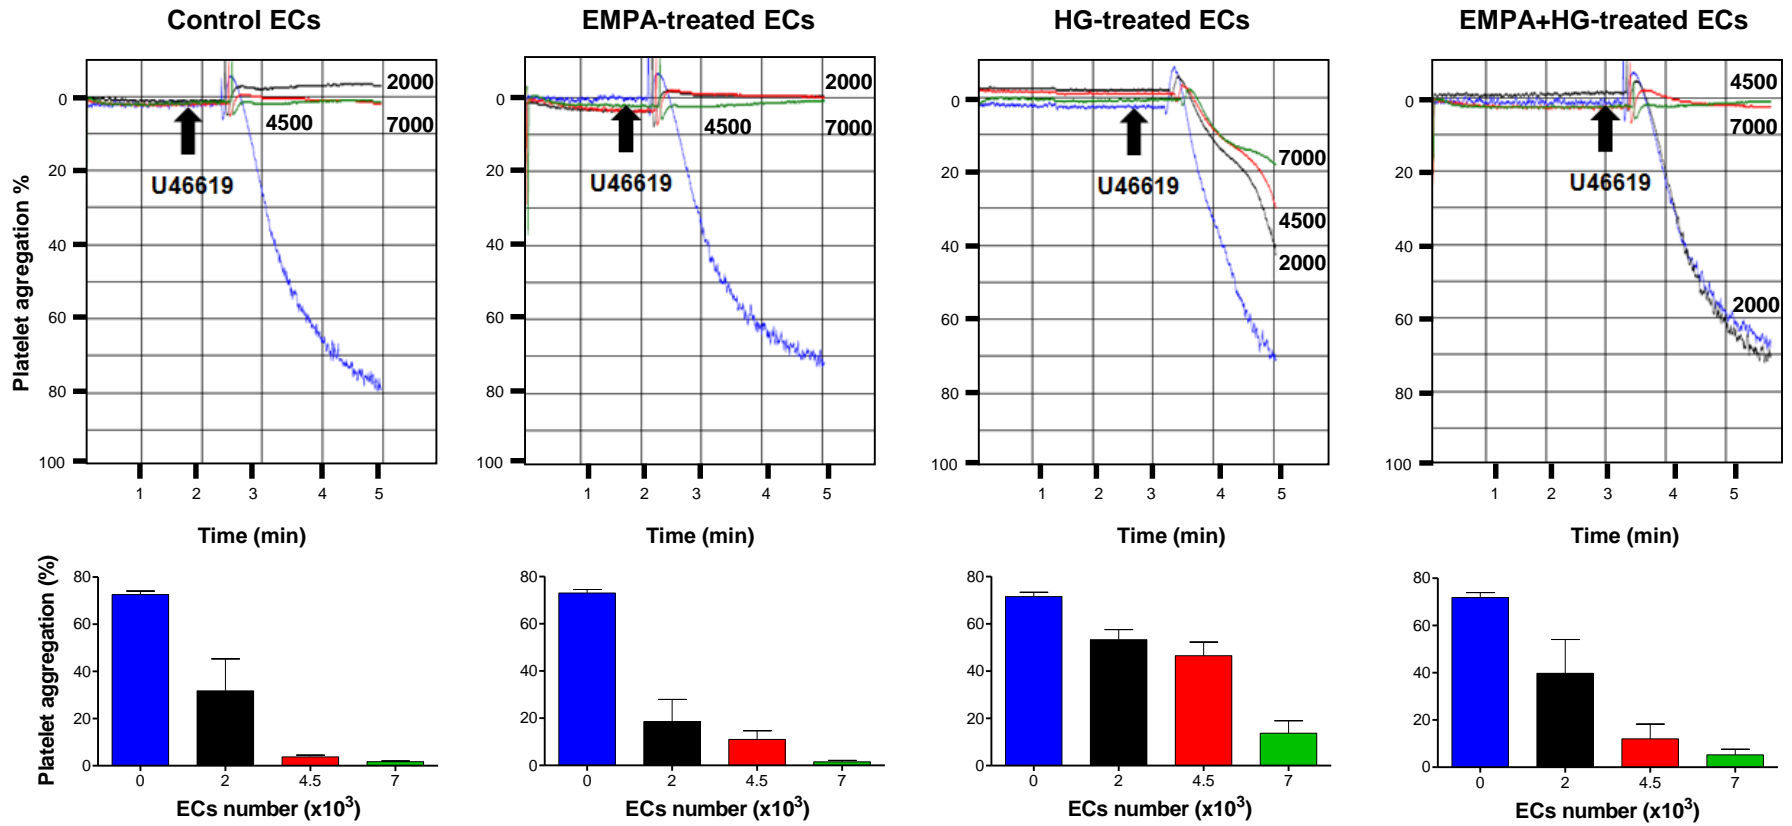 Control ECs
EMPA-treated ECs
HG-treated ECs
EMPA+HG-treated ECs
Platelet agregation %
0
20
40
60
80
100
2000
4500
7000
U46619
1 2 3 4 5
Time (min)
0
20
40
60
80
100
2000
4500
7000
U46619
1 2 3 4 5
Time (min)
0
20
40
60
80
100
7000
4500
2000
U46619
1 2 3 4 5
Time (min)
0
20
40
60
80
100
4500
7000
U46619
2000
1 2 3 4 5
Time (min)
Platelet aggregation (%)
80
60
40
20
0
0 2 4.5 7
ECs number (x10³)
80
60
40
20
0
0 2 4.5 7
ECs number (x10³)
80
60
40
20
0
0 2 4.5 7
ECs number (x10³)
80
60
40
20
0
0 2 4.5 7
ECs number (x10³)